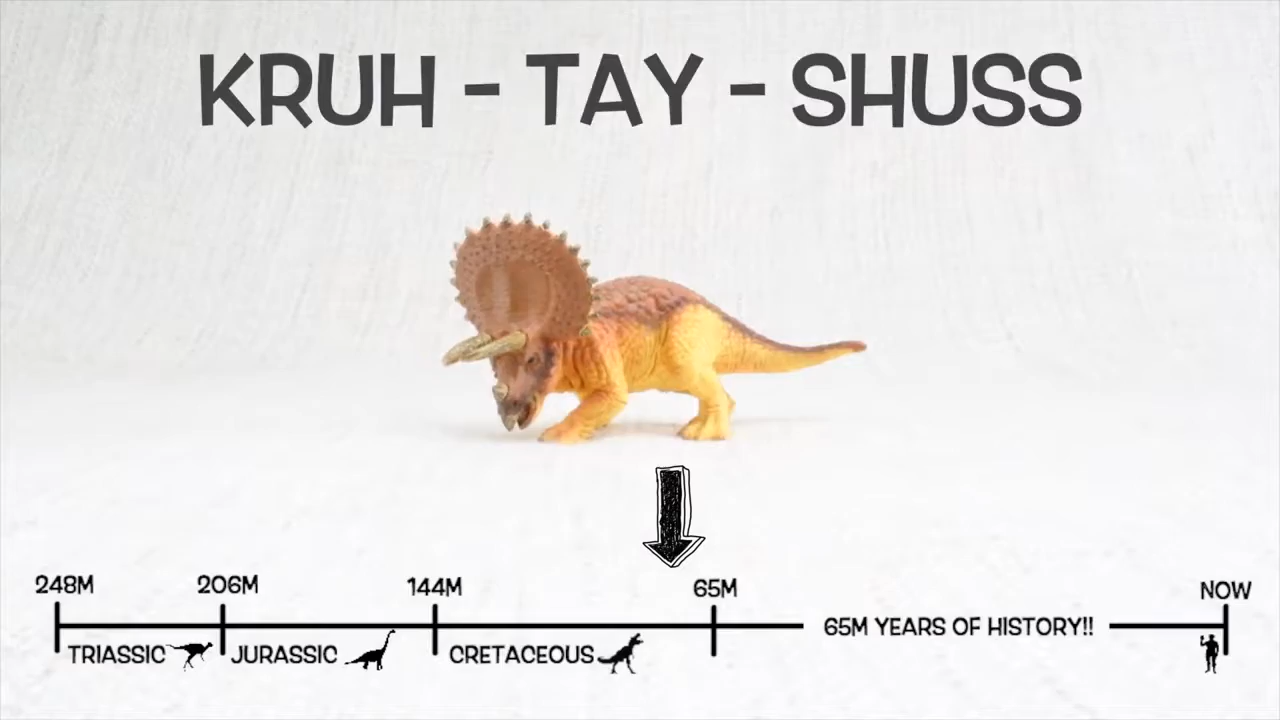 KRUH - TAY - SHUSS
248M 206M 144M 65M NOW
65M YEARS OF HISTORY!!
TRIASSIC JURASSIC CRETACEOUS